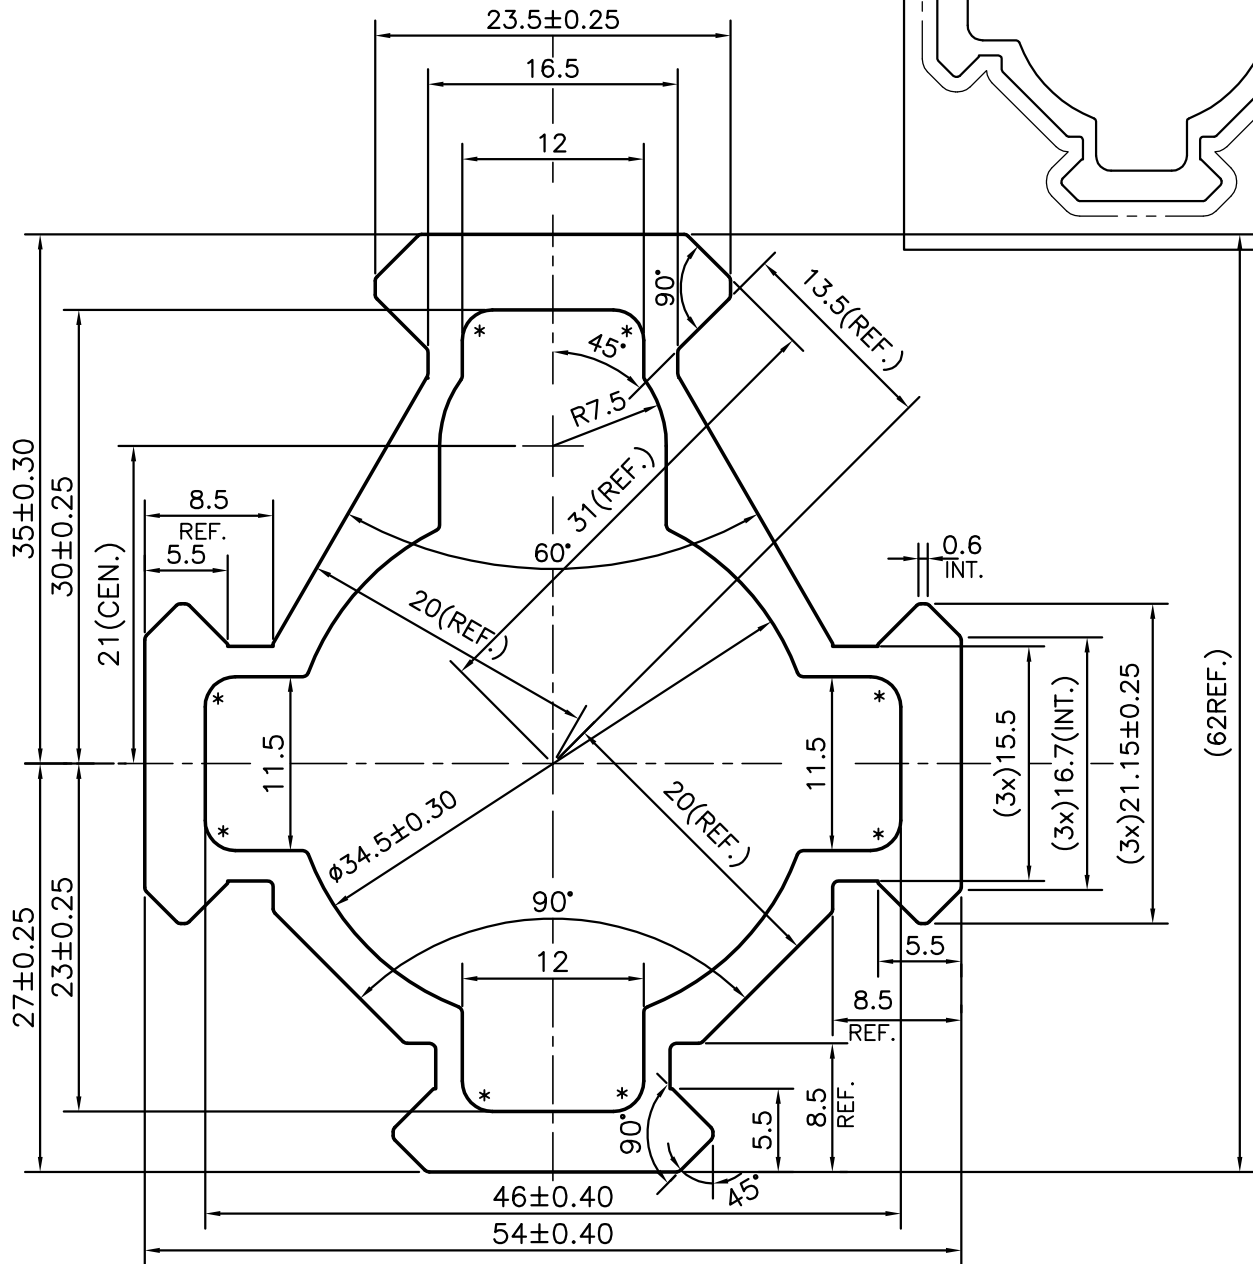 23.5±0.25
16.5
12
90°
13.5(REF.)
45°
R7.5
35±0.30
30±0.25
31(REF.)
8.5
REF.
5.5
21(CEN.)
60°
0.6
INT.
20(REF.)
(62REF.)
(3x)15.5
(3x)16.7(INT.)
(3x)21.15±0.25
11.5
11.5
ø34.5±0.30
20(REF.)
27±0.25
23±0.25
90°
12
5.5
8.5
REF.
90°
5.5
8.5
REF.
45°
46±0.40
54±0.40